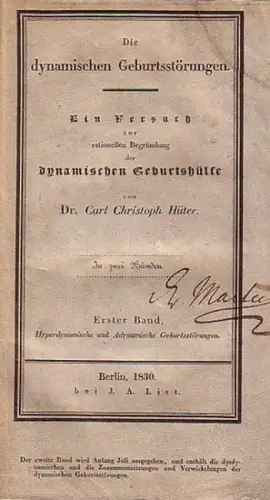 Die
dynamischen Geburtsstörungen.
Ein Versuch
zur
rationellen Begründung
der
dynamischen Geburtshülfe
von
Dr. Carl Christoph Hüter.
In zwei Bänden.
Erster Band,
Hyperdynamische und Adynamische Geburtsstörungen.
Berlin, 1830.
bei J. A. List.
Der zweite Band wird Anfang Juli ausgegeben, und enthält die dysdy-
namischen und die Zusammensetzungen und Verwickelungen der
dynamischen Geburtsstörungen.